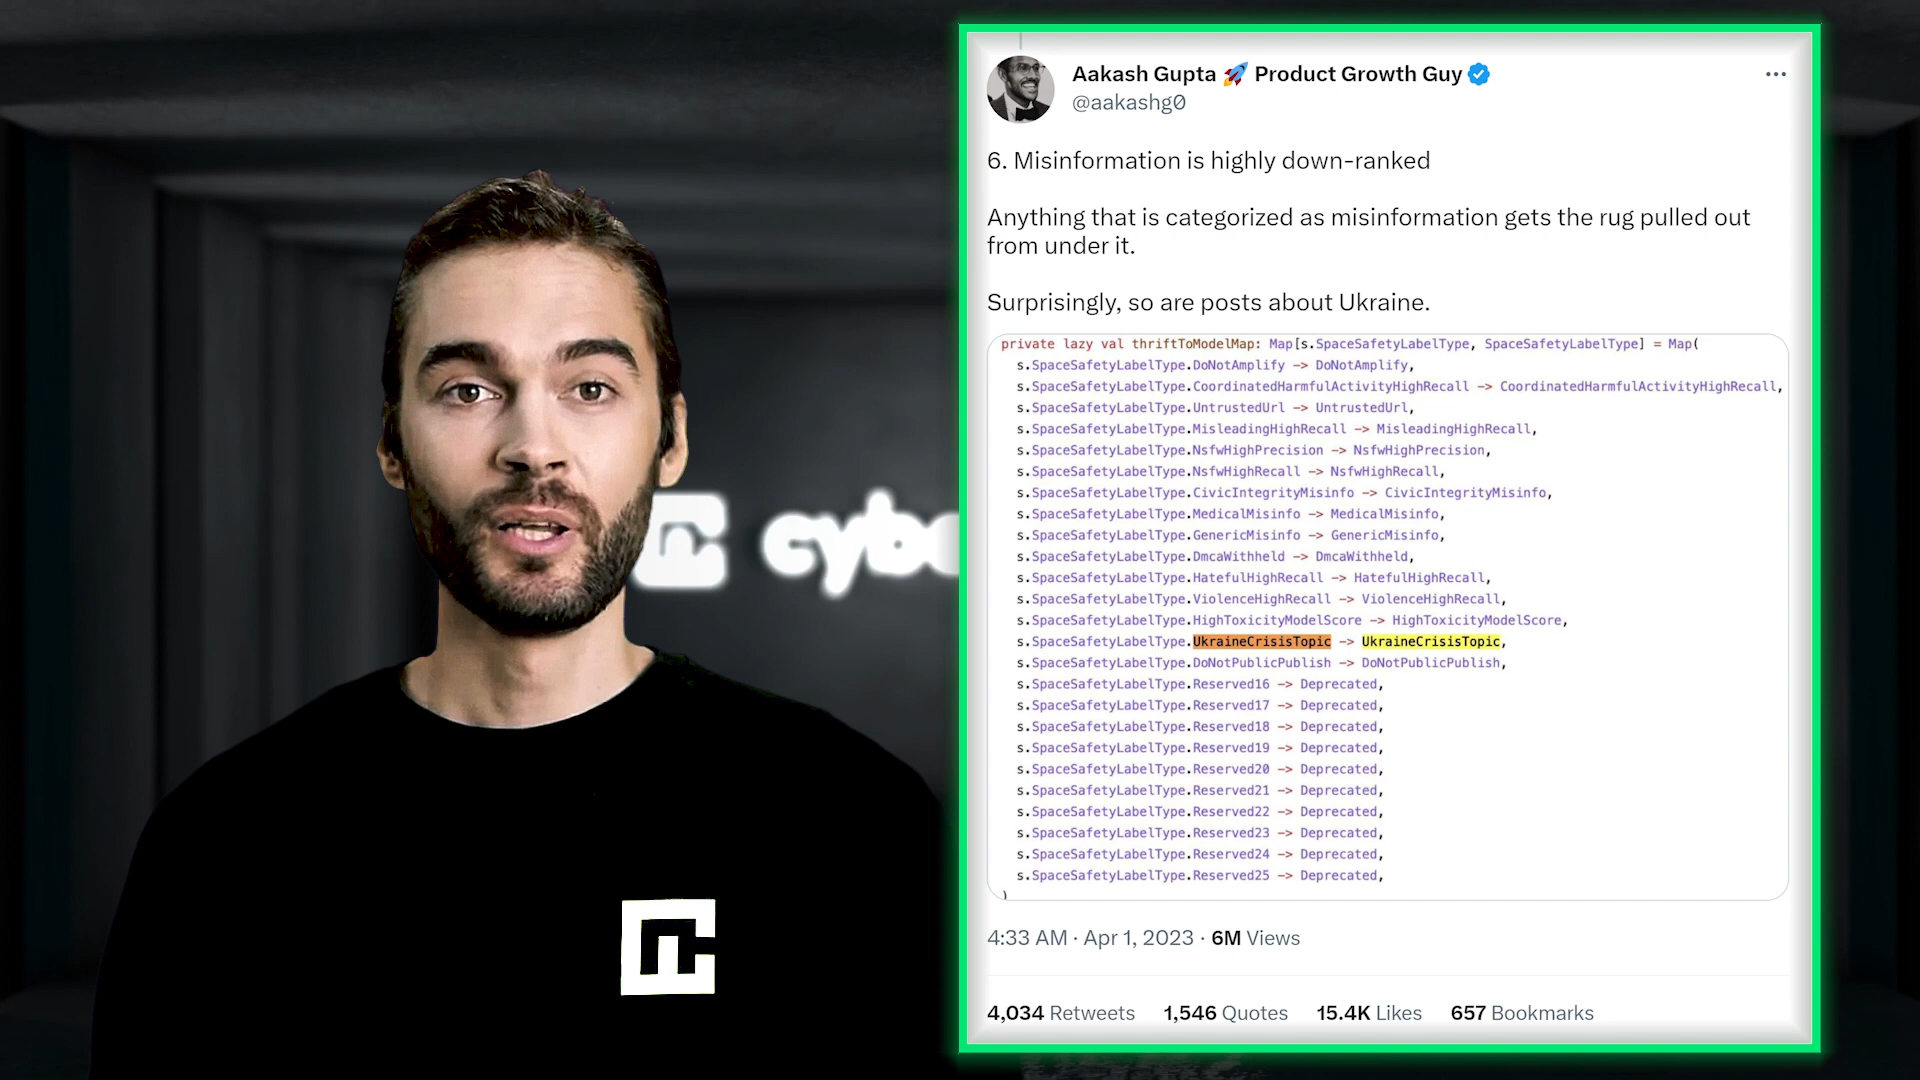 cybe
Aakash Gupta 🚀 Product Growth Guy
@aakashg0
6. Misinformation is highly down-ranked
Anything that is categorized as misinformation gets the rug pulled out
from under it.
Surprisingly, so are posts about Ukraine.
private lazy val thriftToModelMap: Map[s.SpaceSafetyLabelType, SpaceSafetyLabelType] = Map(
s.SpaceSafetyLabelType.DoNotAmplify -> DoNotAmplify,
s.SpaceSafetyLabelType.CoordinatedHarmfulActivityHighRecall -> CoordinatedHarmfulActivityHighRecall,
s.SpaceSafetyLabelType.UntrustedUrl -> UntrustedUrl,
s.SpaceSafetyLabelType.MisleadingHighRecall -> MisleadingHighRecall,
s.SpaceSafetyLabelType.NsfwHighPrecision -> NsfwHighPrecision,
s.SpaceSafetyLabelType.NsfwHighRecall -> NsfwHighRecall,
s.SpaceSafetyLabelType.CivicIntegrityMisinfo -> CivicIntegrityMisinfo,
s.SpaceSafetyLabelType.MedicalMisinfo -> MedicalMisinfo,
s.SpaceSafetyLabelType.GenericMisinfo -> GenericMisinfo,
s.SpaceSafetyLabelType.DmcaWithheld -> DmcaWithheld,
s.SpaceSafetyLabelType.HatefulHighRecall -> HatefulHighRecall,
s.SpaceSafetyLabelType.ViolenceHighRecall -> ViolenceHighRecall,
s.SpaceSafetyLabelType.HighToxicityModelScore -> HighToxicityModelScore,
s.SpaceSafetyLabelType.UkraineCrisisTopic -> UkraineCrisisTopic,
s.SpaceSafetyLabelType.DoNotPublicPublish -> DoNotPublicPublish,
s.SpaceSafetyLabelType.Reserved16 -> Deprecated,
s.SpaceSafetyLabelType.Reserved17 -> Deprecated,
s.SpaceSafetyLabelType.Reserved18 -> Deprecated,
s.SpaceSafetyLabelType.Reserved19 -> Deprecated,
s.SpaceSafetyLabelType.Reserved20 -> Deprecated,
s.SpaceSafetyLabelType.Reserved21 -> Deprecated,
s.SpaceSafetyLabelType.Reserved22 -> Deprecated,
s.SpaceSafetyLabelType.Reserved23 -> Deprecated,
s.SpaceSafetyLabelType.Reserved24 -> Deprecated,
s.SpaceSafetyLabelType.Reserved25 -> Deprecated,
)
4:33 AM · Apr 1, 2023 · 6M Views
4,034 Retweets 1,546 Quotes 15.4K Likes 657 Bookmarks